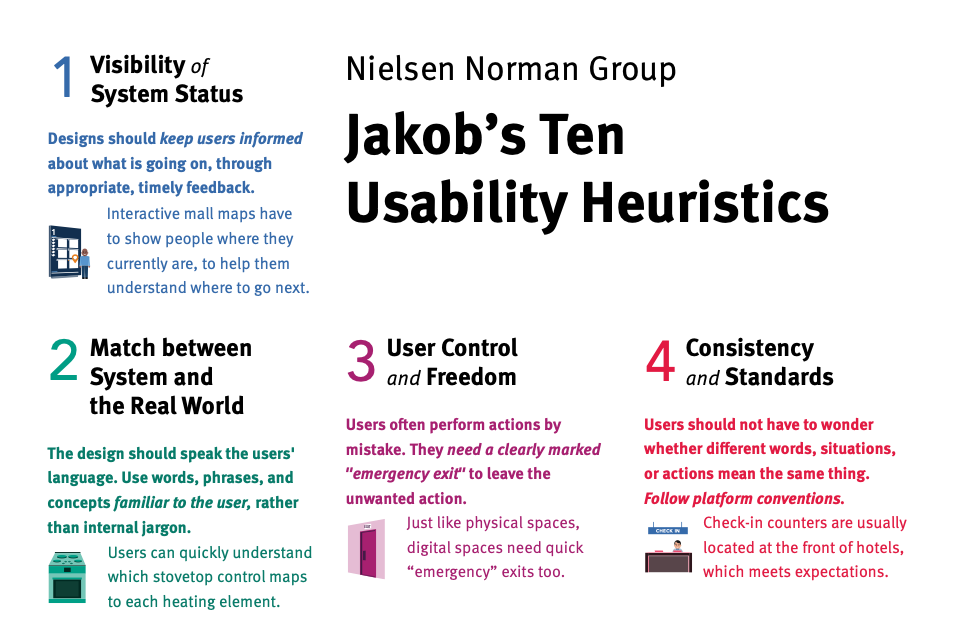 1
Visibility of
System Status
Designs should keep users informed
about what is going on, through
appropriate, timely feedback.
Interactive mall maps have
to show people where they
currently are, to help them
understand where to go next.
Nielsen Norman Group
Jakob’s Ten
Usability Heuristics
2
Match between
System and
the Real World
The design should speak the users'
language. Use words, phrases, and
concepts familiar to the user, rather
than internal jargon.
Users can quickly understand
which stovetop control maps
to each heating element.
3
User Control
and Freedom
Users often perform actions by
mistake. They need a clearly marked
"emergency exit" to leave the
unwanted action.
Just like physical spaces,
digital spaces need quick
“emergency” exits too.
4
Consistency
and Standards
Users should not have to wonder
whether different words, situations,
or actions mean the same thing.
Follow platform conventions.
CHECK IN
Check-in counters are usually
located at the front of hotels,
which meets expectations.